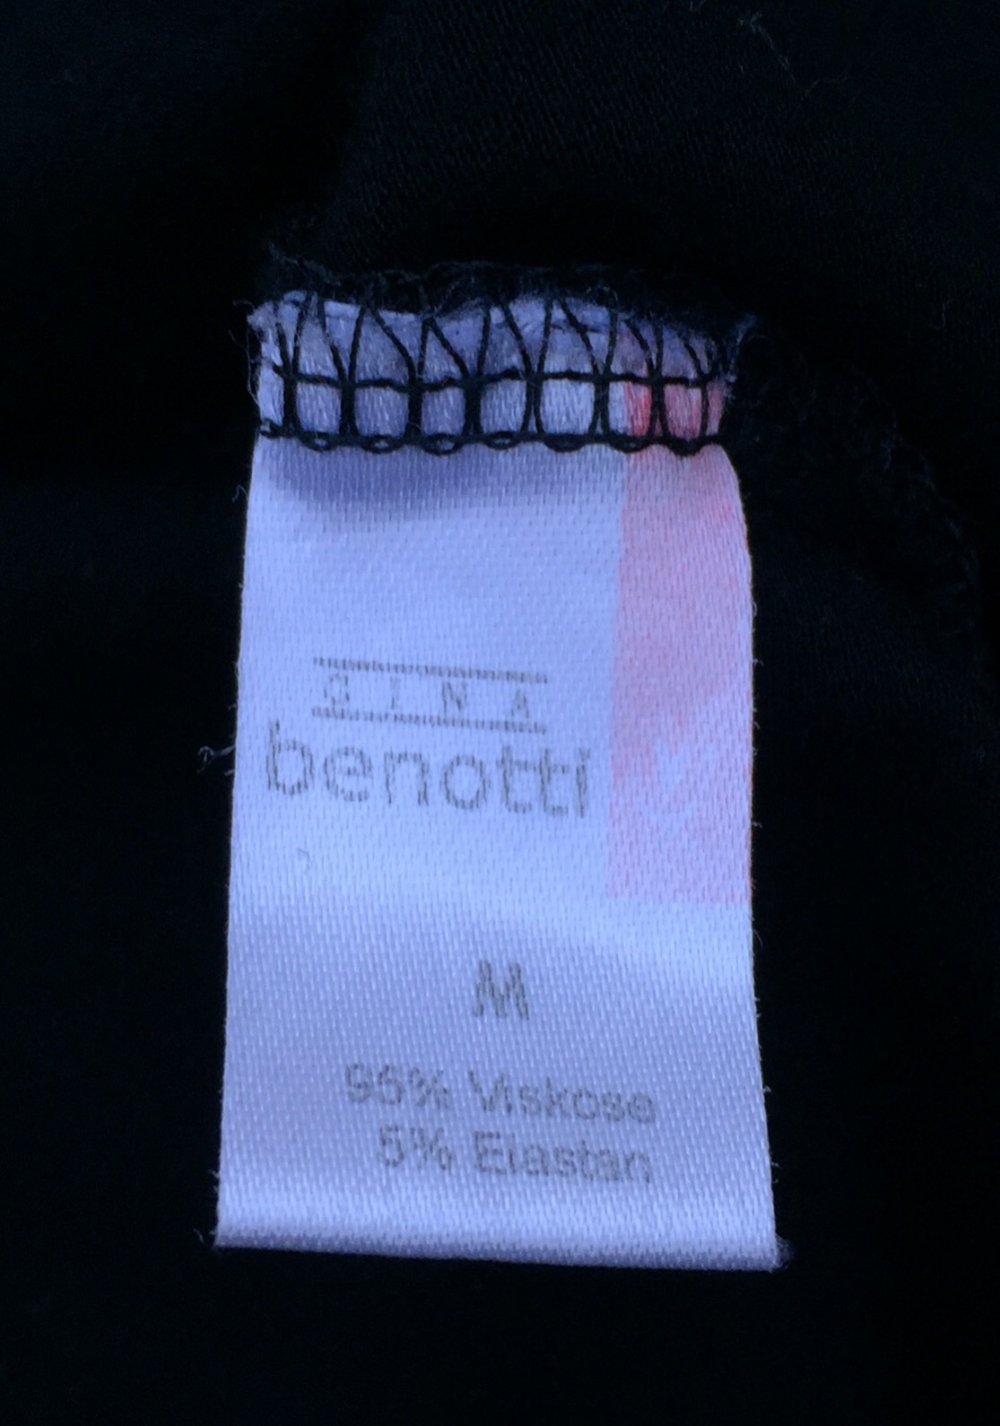 GINA
benotti
M
95% Viskose
5% Elastan